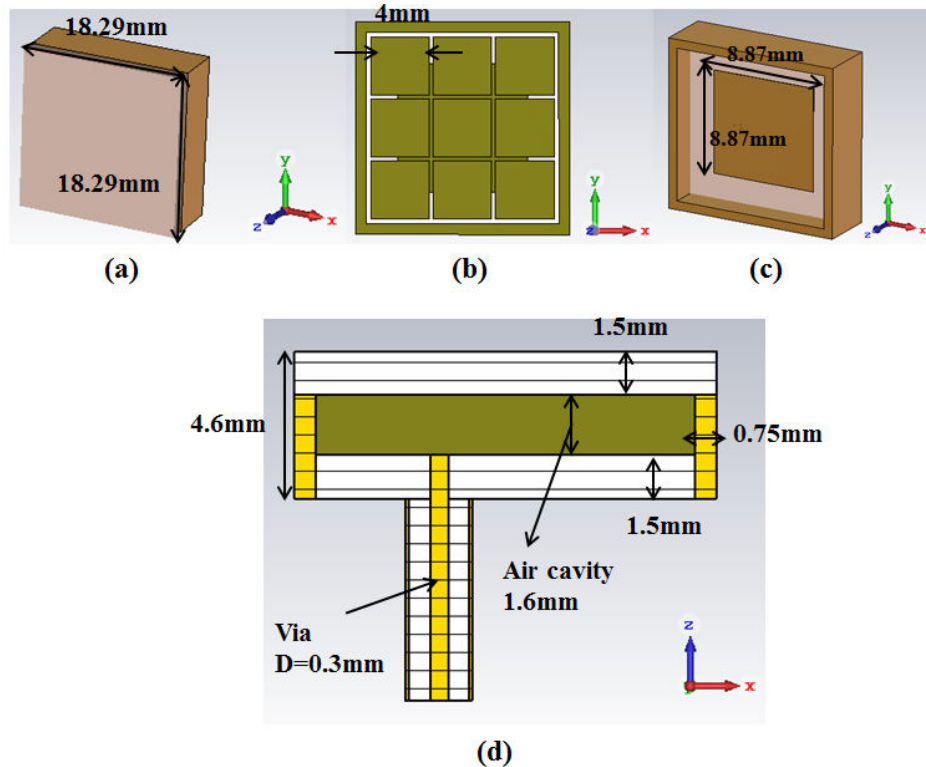 18.29mm
18.29mm
y
x
z
(a)
4mm
y
z
x
(b)
8.87mm
8.87mm
y
x
z
(c)
1.5mm
4.6mm
0.75mm
1.5mm
Air cavity
1.6mm
Via
D=0.3mm
z
y
x
(d)